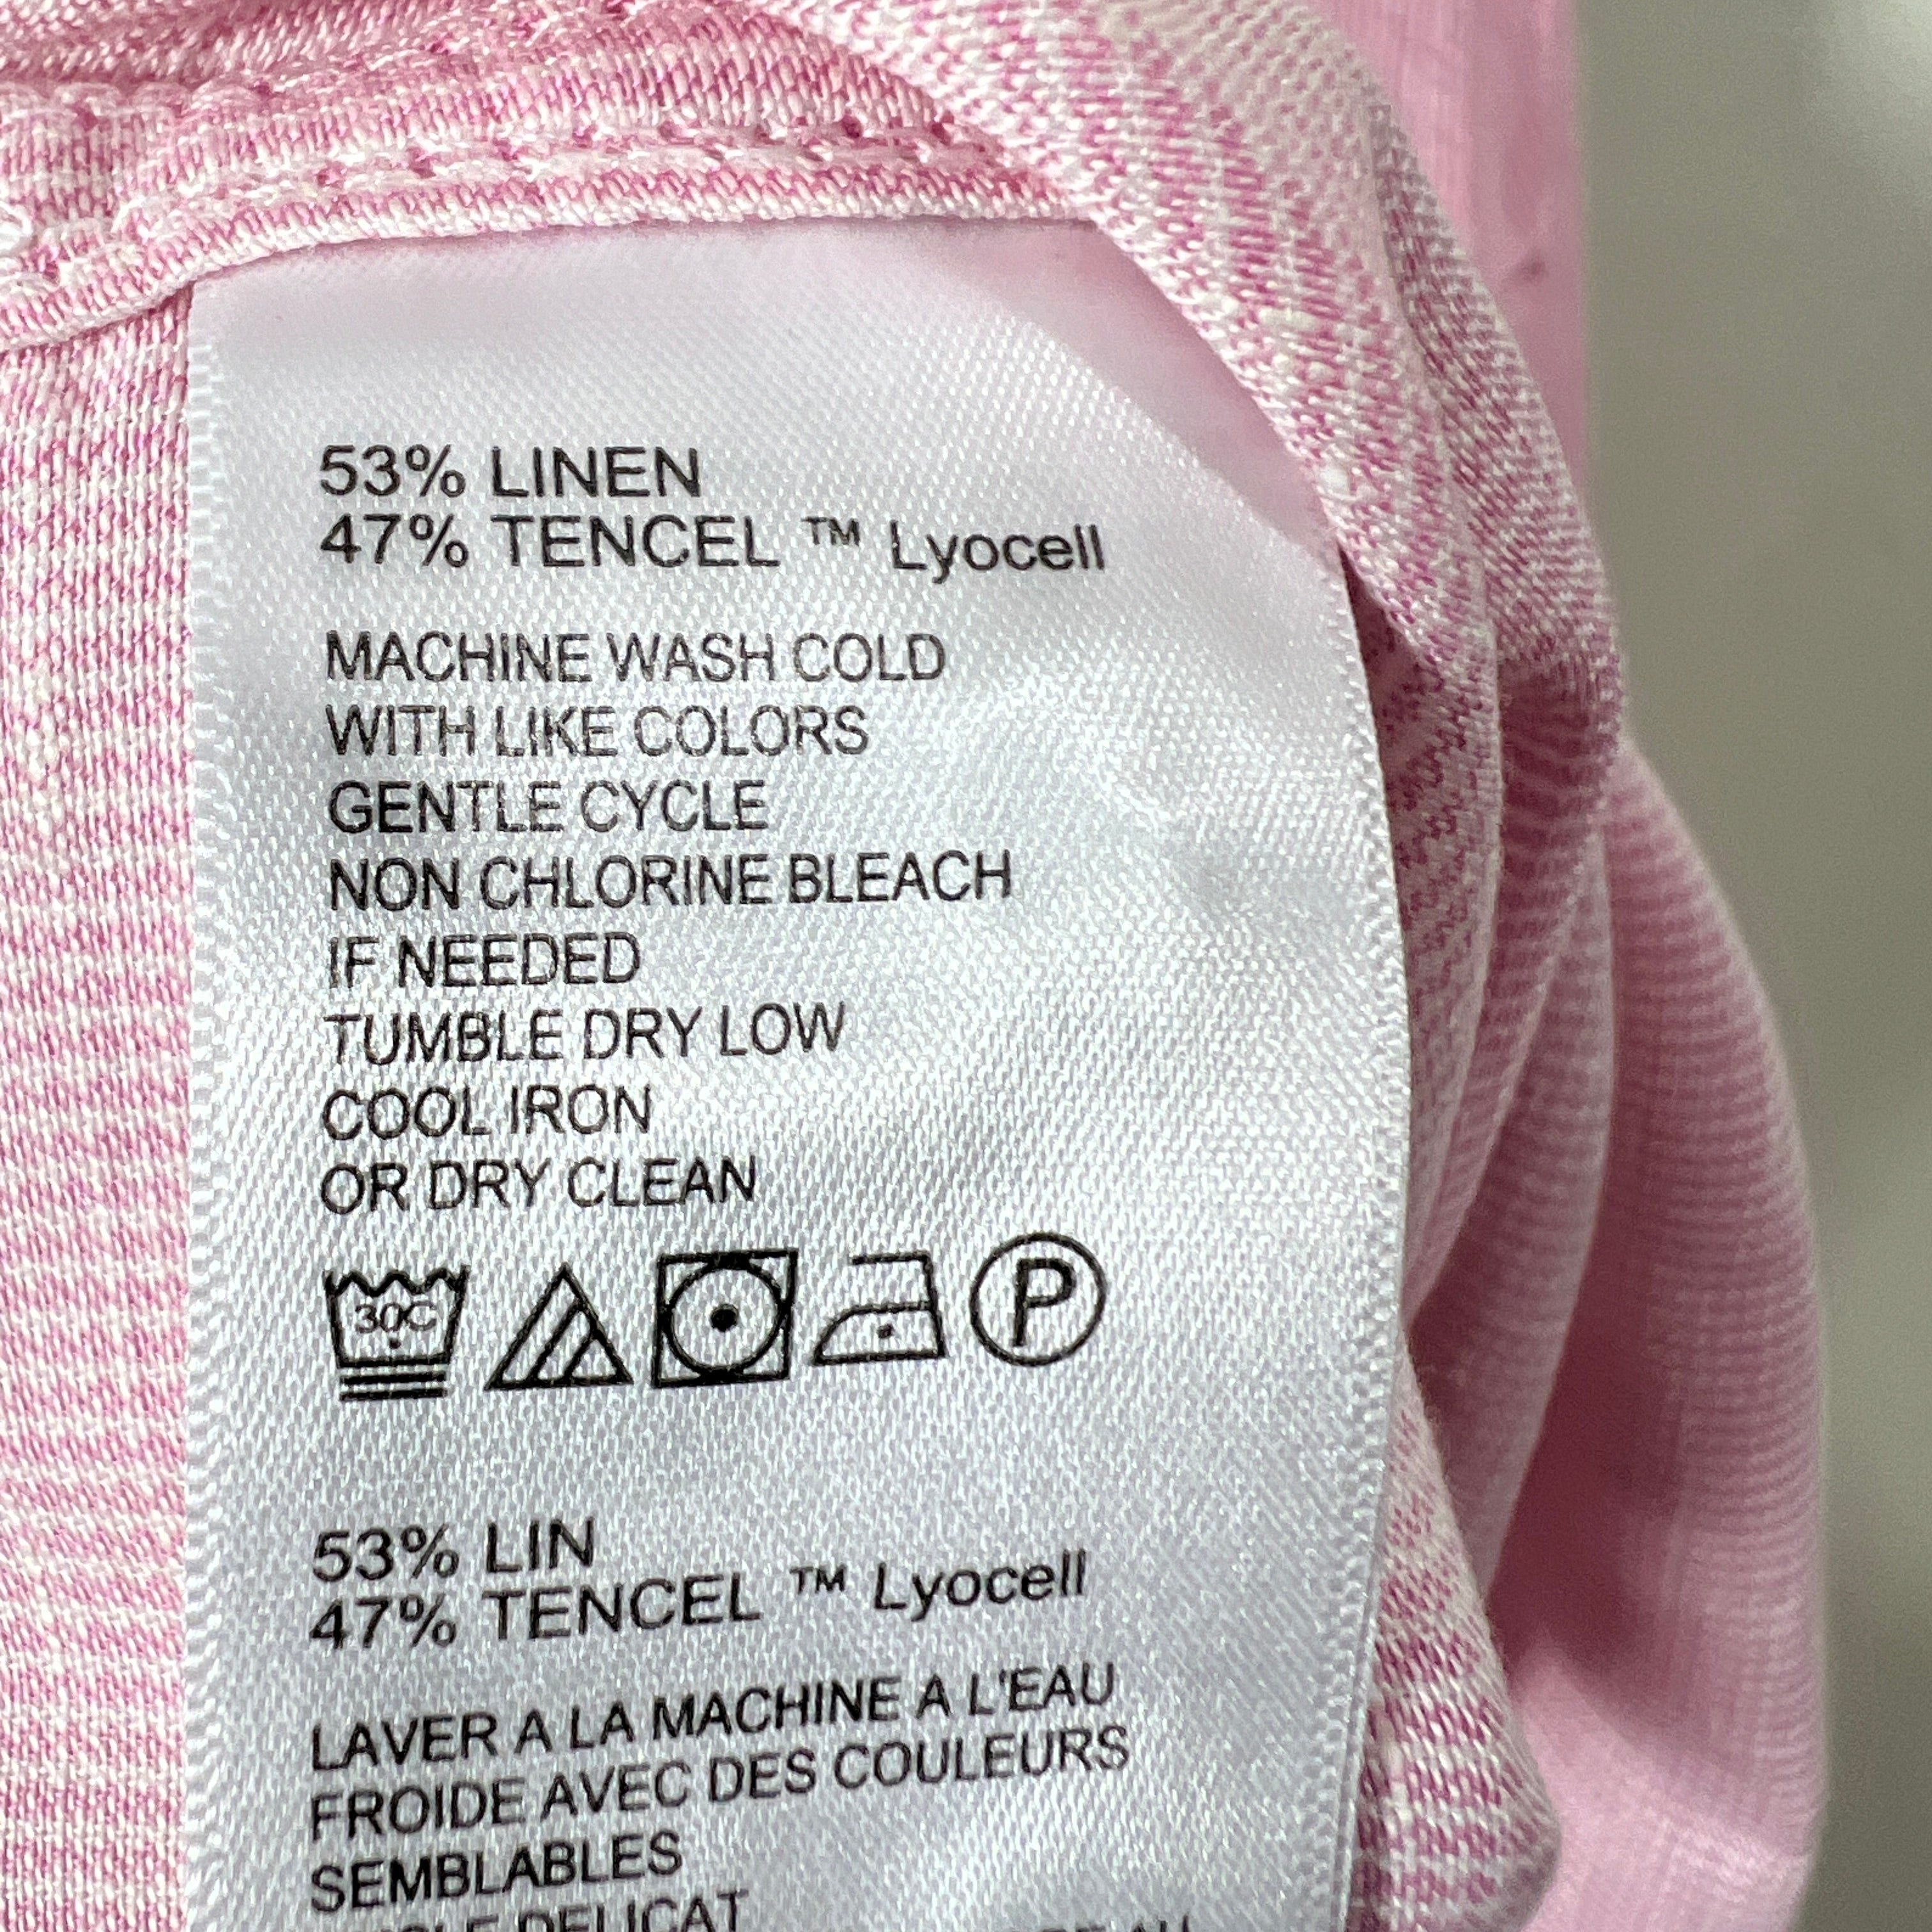 53% LINEN
47% TENCEL ™ Lyocell
MACHINE WASH COLD
WITH LIKE COLORS
GENTLE CYCLE
NON CHLORINE BLEACH
IF NEEDED
TUMBLE DRY LOW
COOL IRON
OR DRY CLEAN
30C P
53% LIN
47% TENCEL ™ Lyocell
LAVER A LA MACHINE A L'EAU
FROIDE AVEC DES COULEURS
SEMBLABLES
DELICAT